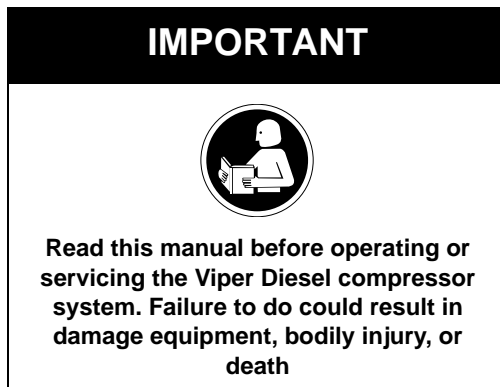 IMPORTANT
Read this manual before operating or
servicing the Viper Diesel compressor
system. Failure to do could result in
damage equipment, bodily injury, or
death